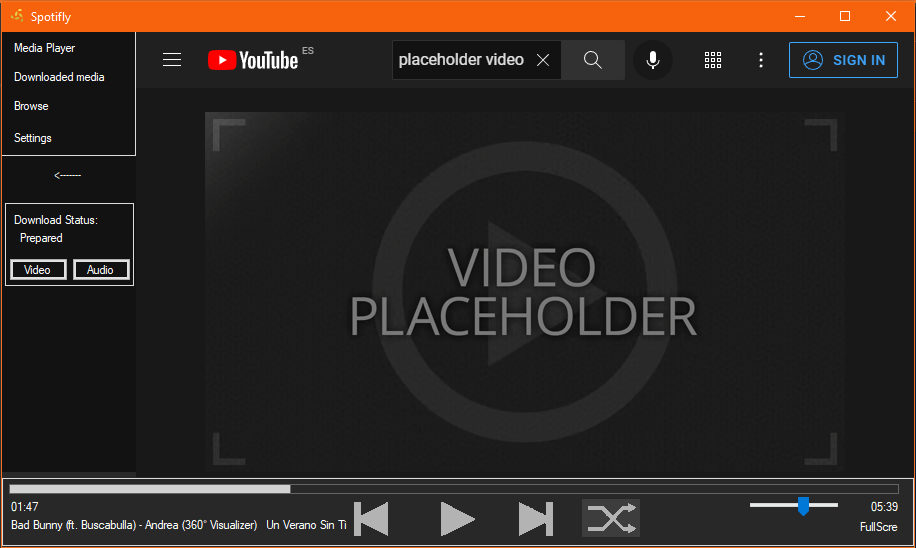 Spotifly
Media Player
Downloaded media
Browse
Settings
<-------
Download Status:
Prepared
Video Audio
YouTube ES
placeholder video
SIGN IN
VIDEO
PLACEHOLDER
01:47
05:39
Bad Bunny (ft. Buscabulla) - Andrea (360° Visualizer) Un Verano Sin Ti
FullScre